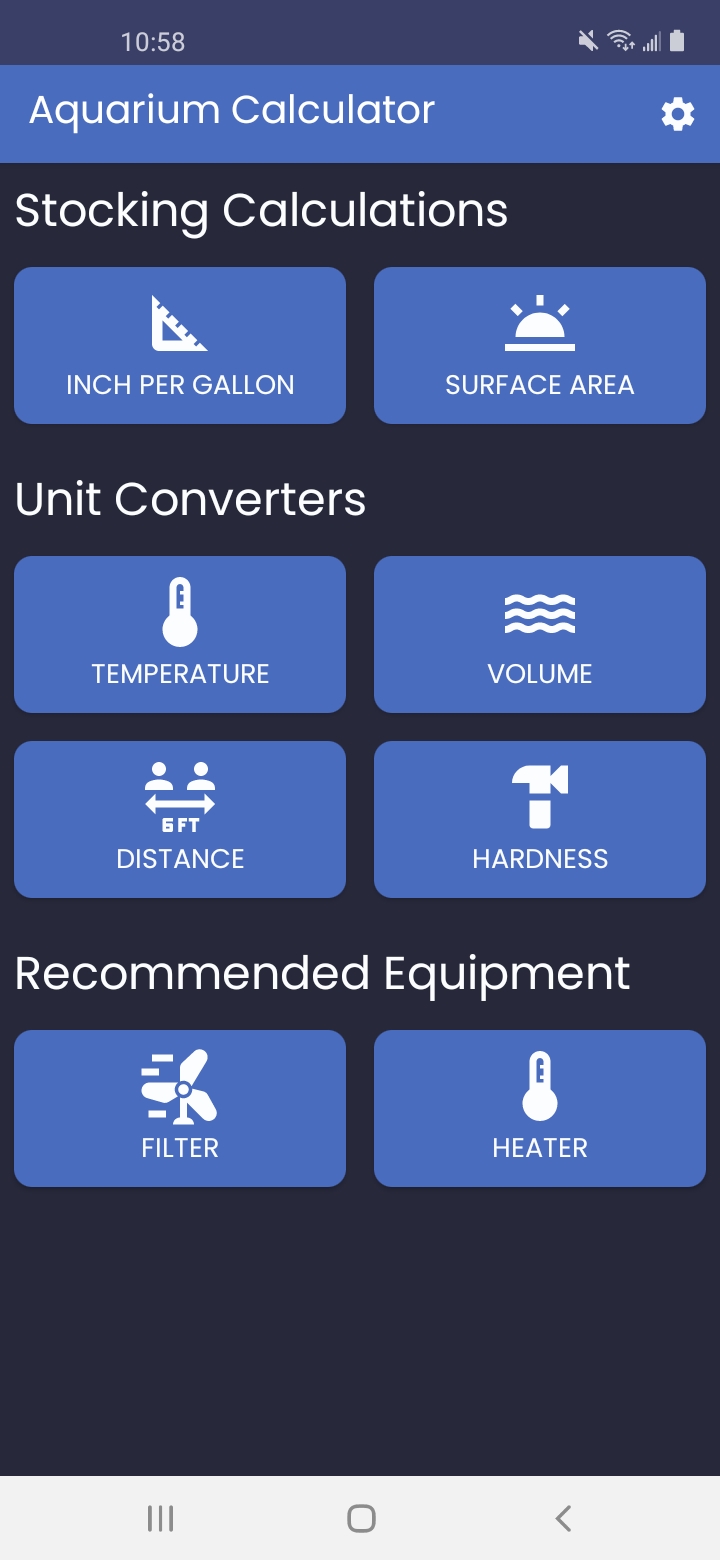 10:58
Aquarium Calculator
Stocking Calculations
INCH PER GALLON
SURFACE AREA
Unit Converters
TEMPERATURE
VOLUME
6FT
DISTANCE
HARDNESS
Recommended Equipment
FILTER
HEATER